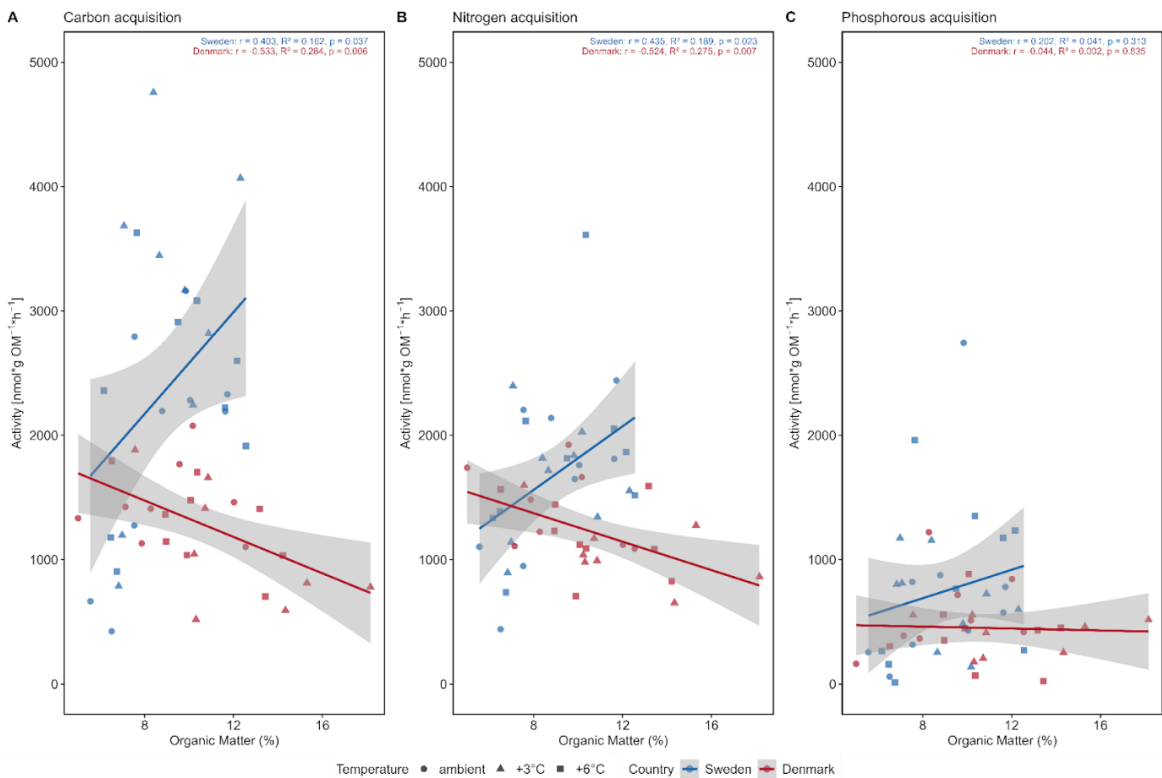 A Carbon acquisition
Sweden: r = 0.403, R² = 0.162, p = 0.037
Denmark: r = -0.533, R² = 0.284, p = 0.006
5000
4000
3000
2000
1000
0
Activity [nmol*g OM⁻¹*h⁻¹]
8 12 16
Organic Matter (%)
B Nitrogen acquisition
Sweden: r = 0.435, R² = 0.189, p = 0.023
Denmark: r = -0.524, R² = 0.275, p = 0.007
5000
4000
3000
2000
1000
0
Activity [nmol*g OM⁻¹*h⁻¹]
8 12 16
Organic Matter (%)
C Phosphorous acquisition
Sweden: r = 0.202, R² = 0.041, p = 0.313
Denmark: r = -0.044, R² = 0.002, p = 0.835
5000
4000
3000
2000
1000
0
Activity [nmol*g OM⁻¹*h⁻¹]
8 12 16
Organic Matter (%)
Temperature ambient +3°C +6°C Country Sweden Denmark